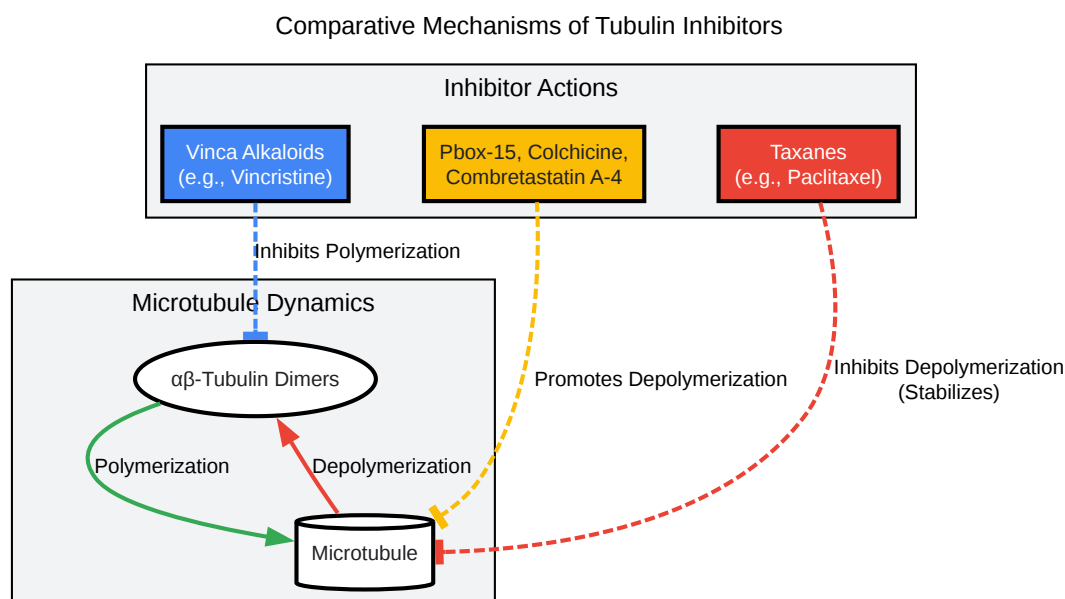 Comparative Mechanisms of Tubulin Inhibitors
Inhibitor Actions
Vinca Alkaloids
(e.g., Vincristine)
Pbox-15, Colchicine,
Combretastatin A-4
Taxanes
(e.g., Paclitaxel)
Inhibits Polymerization
Microtubule Dynamics
αβ-Tubulin Dimers
Promotes Depolymerization
Inhibits Depolymerization
(Stabilizes)
Polymerization
Depolymerization
Microtubule